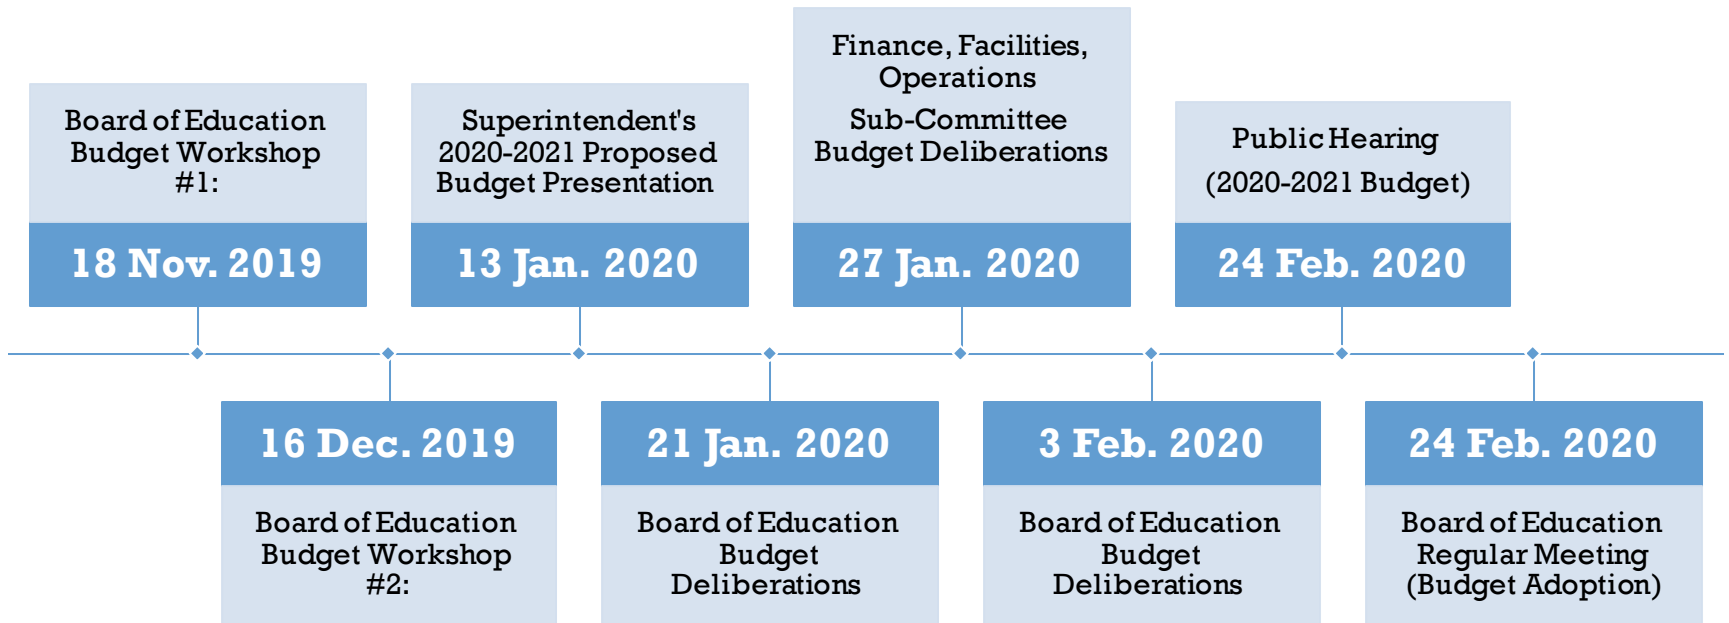 Board of Education
Budget Workshop
#1:
18 Nov. 2019
16 Dec. 2019
Board of Education
Budget Workshop
#2:
Superintendent's
2020-2021 Proposed
Budget Presentation
13 Jan. 2020
21 Jan. 2020
Board of Education
Budget
Deliberations
Finance, Facilities,
Operations
Sub-Committee
Budget Deliberations
27 Jan. 2020
3 Feb. 2020
Board of Education
Budget
Deliberations
Public Hearing
(2020-2021 Budget)
24 Feb. 2020
24 Feb. 2020
Board of Education
Regular Meeting
(Budget Adoption)